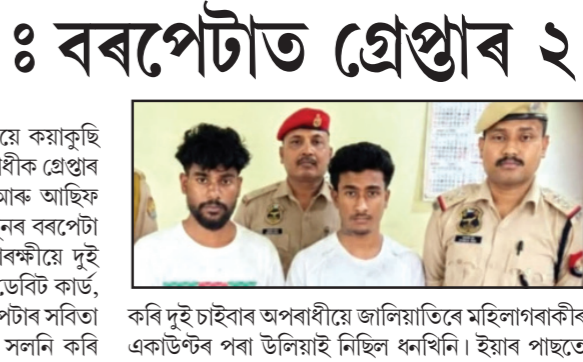 ঃ বৰপেটাত গ্ৰেপ্তাৰ ২
য়ে কয়াকুছি
ধীক গ্ৰেপ্তাৰ
আৰু আছিফ
নৰ বৰপেটা
ৰক্ষীয়ে দুই
ডেবিট কাৰ্ড,
পেটাৰ সবিতা
সলনি কৰি
কৰি দুই চাইবাৰ অপৰাধীয়ে জালিয়াতিৰে মহিলাগৰাকীৰ
একাউণ্টৰ পৰা উলিয়াই নিছিল ধনখিনি। ইয়াৰ পাছতে